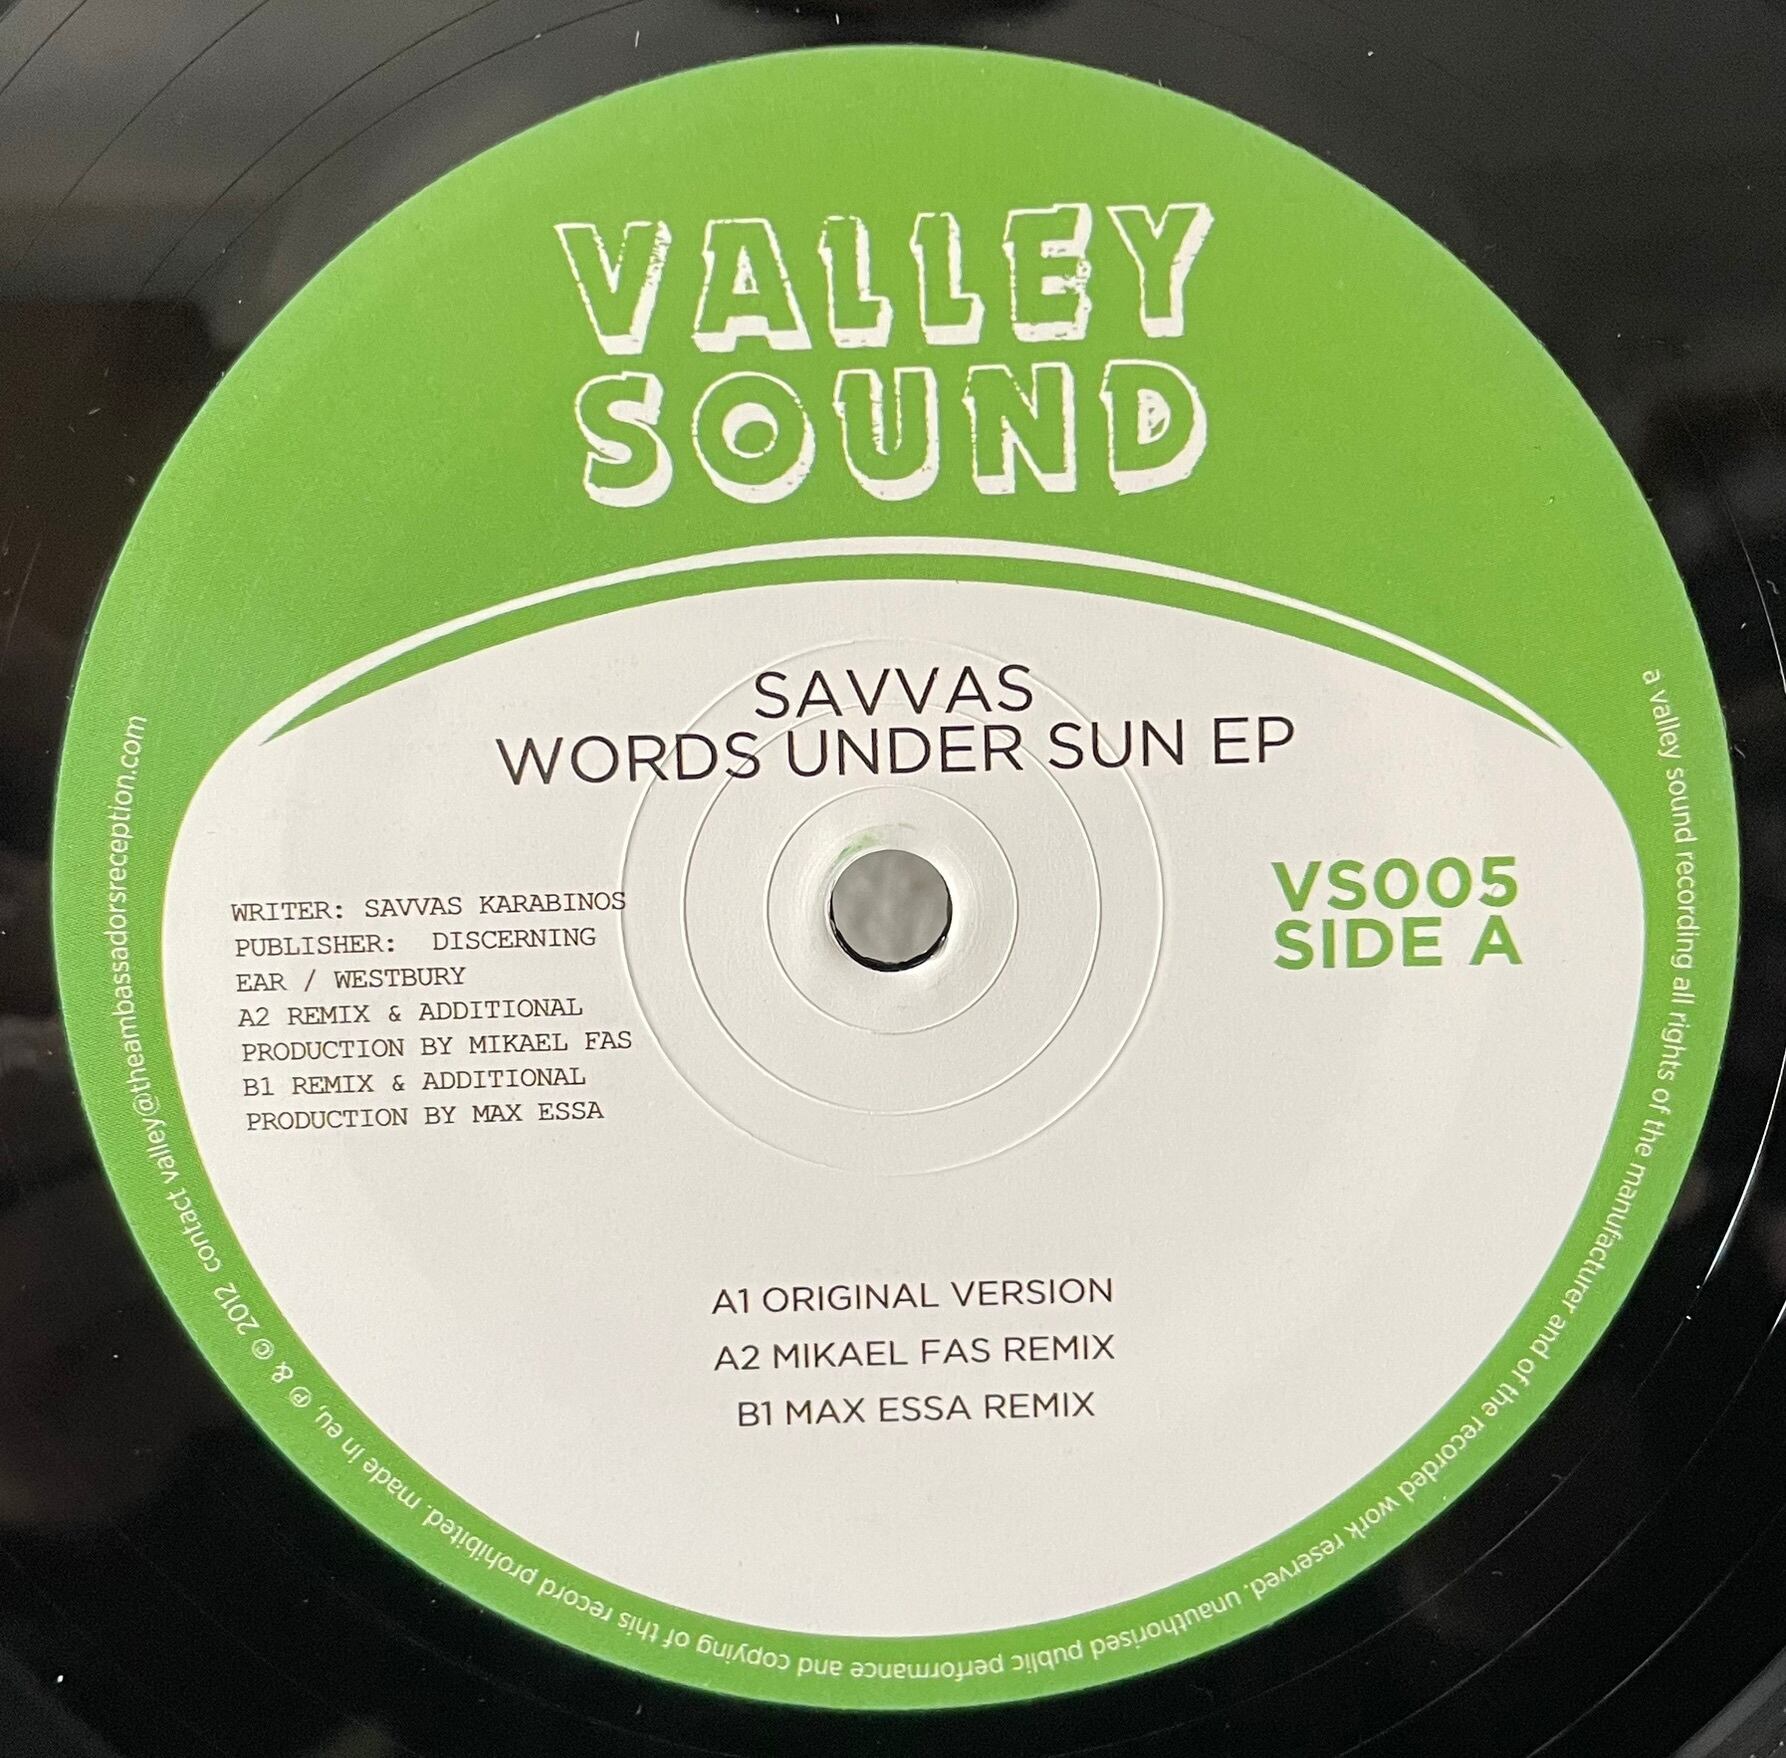 VALLEY
SOUND
SAVVAS
WORDS UNDER SUN EP
VS005
SIDE A
WRITER: SAVVAS KARABINOS
PUBLISHER: DISCERNING
EAR / WESTBURY
A2 REMIX & ADDITIONAL
PRODUCTION BY MIKAEL FAS
B1 REMIX & ADDITIONAL
PRODUCTION BY MAX ESSA
A1 ORIGINAL VERSION
A2 MIKAEL FAS REMIX
B1 MAX ESSA REMIX
a valley sound recording all rights of the manufacturer and of the recorded work reserved. unauthorised public performance and copying of this record prohibited. made in eu, ℗ & © 2012 contact valley@theambassadorsreception.com